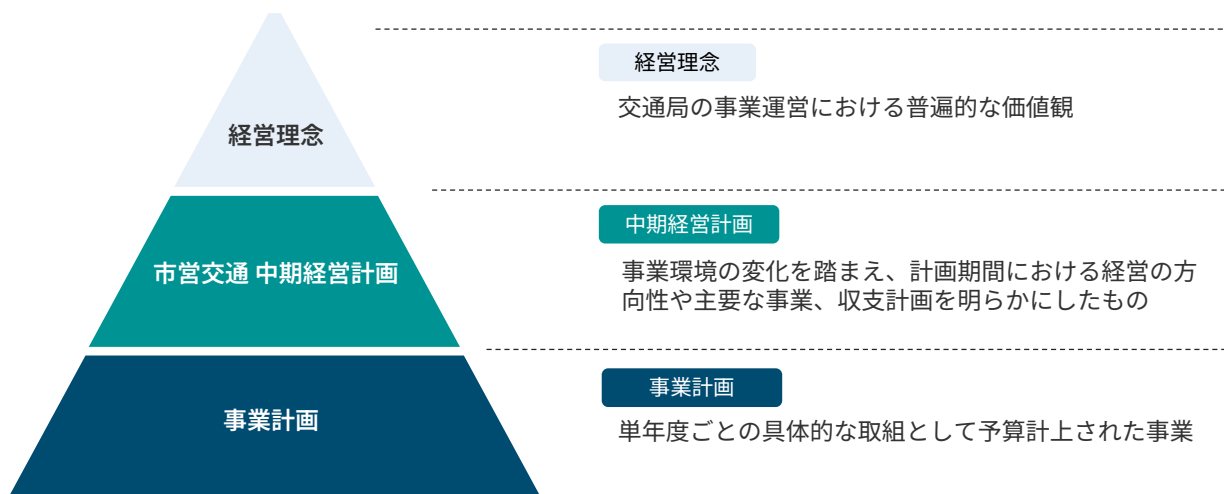 経営理念
市営交通 中期経営計画
事業計画
経営理念
交通局の事業運営における普遍的な価値観
中期経営計画
事業環境の変化を踏まえ、計画期間における経営の方
向性や主要な事業、収支計画を明らかにしたもの
事業計画
単年度ごとの具体的な取組として予算計上された事業